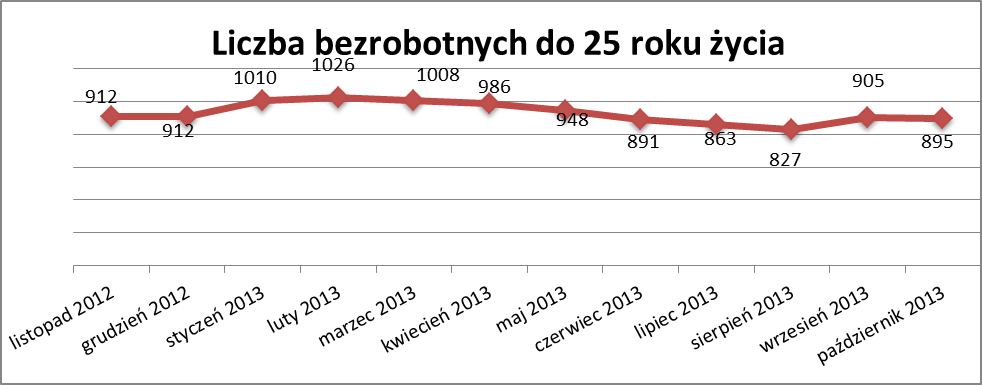 Liczba bezrobotnych do 25 roku życia
912
912
1010
1026
1008
986
948
891
863
827
905
895
listopad 2012
grudzień 2012
styczeń 2013
luty 2013
marzec 2013
kwiecień 2013
maj 2013
czerwiec 2013
lipiec 2013
sierpień 2013
wrzesień 2013
październik 2013